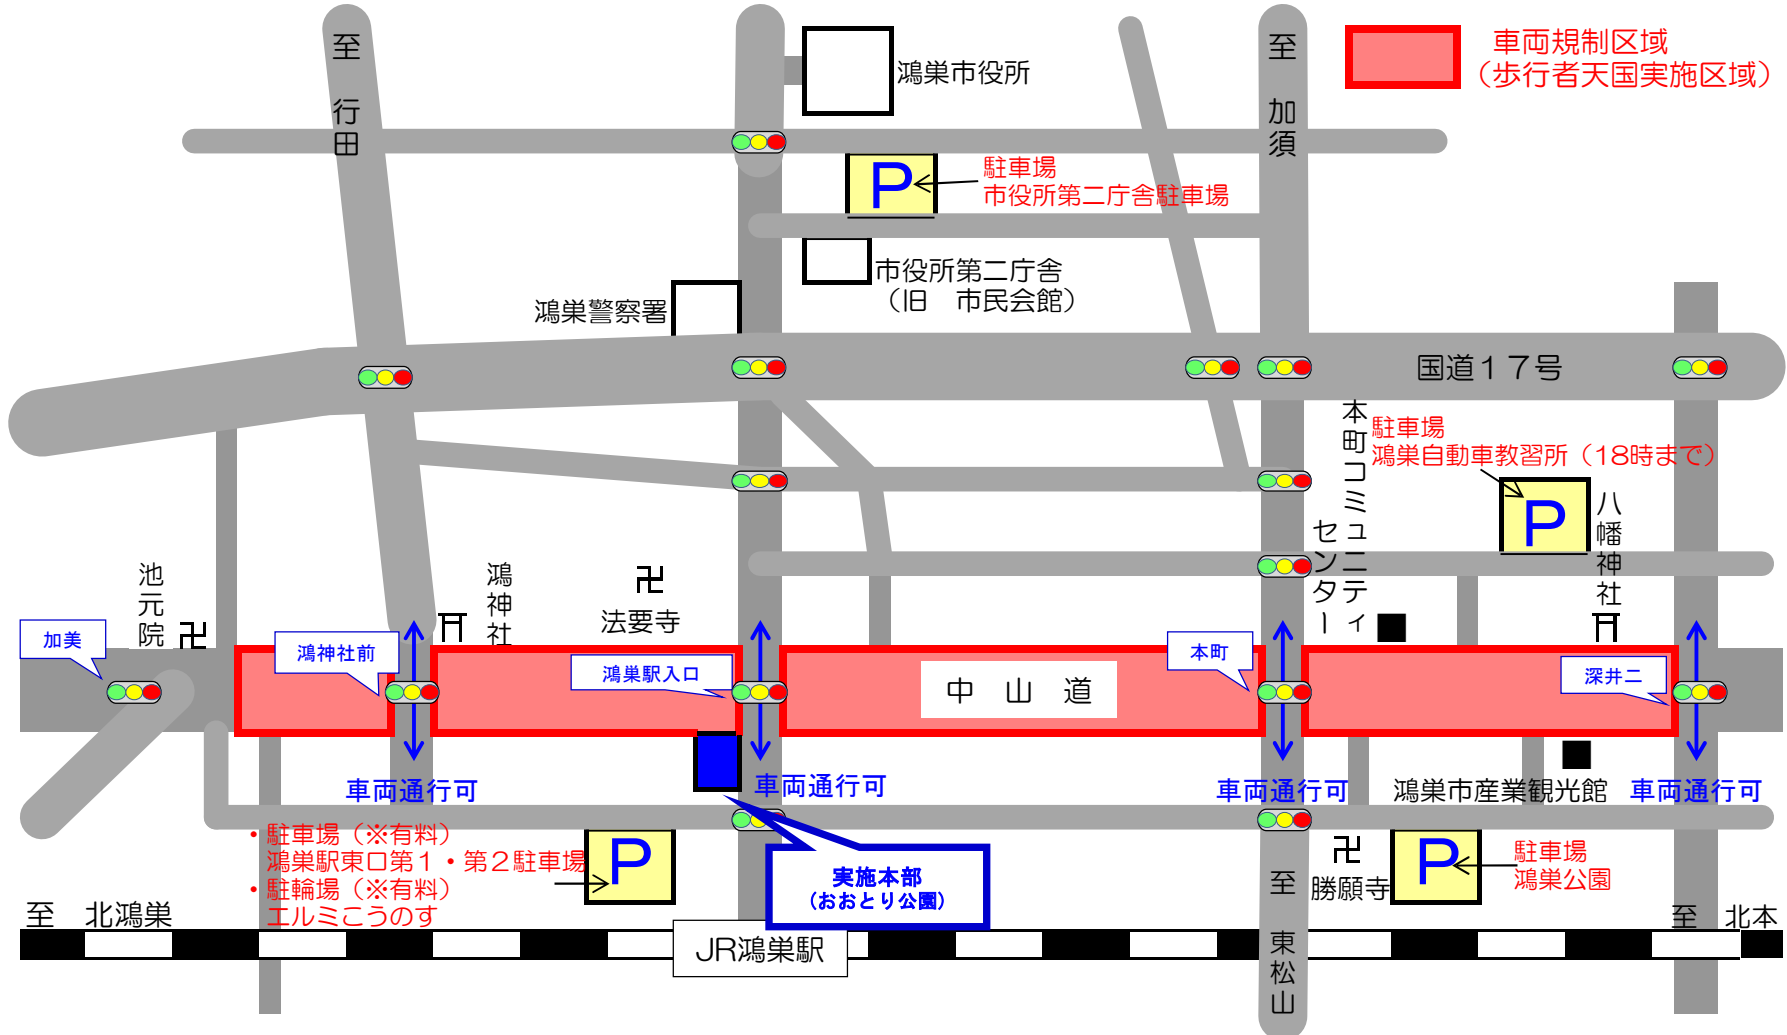 至 行田
至 加須
車両規制区域
（歩行者天国実施区域）
鴻巣市役所
P
駐車場
市役所第二庁舎駐車場
市役所第二庁舎
（旧 市民会館）
鴻巣警察署
国道１７号
本町コミュニティ
センター
駐車場
鴻巣自動車教習所（18時まで）
P
八幡神社
池元院
卍
鴻神社
卍
法要寺
加美
鴻神社前
鴻巣駅入口
中 山 道
本町
深井二
車両通行可
車両通行可
車両通行可
車両通行可
鴻巣市産業観光館
・駐車場（※有料）
鴻巣駅東口第１・第２駐車場
・駐輪場（※有料）
エルミこうのす
P
実施本部
（おおとり公園）
卍
勝願寺
P
駐車場
鴻巣公園
至 東松山
至 北鴻巣
JR鴻巣駅
至 北本